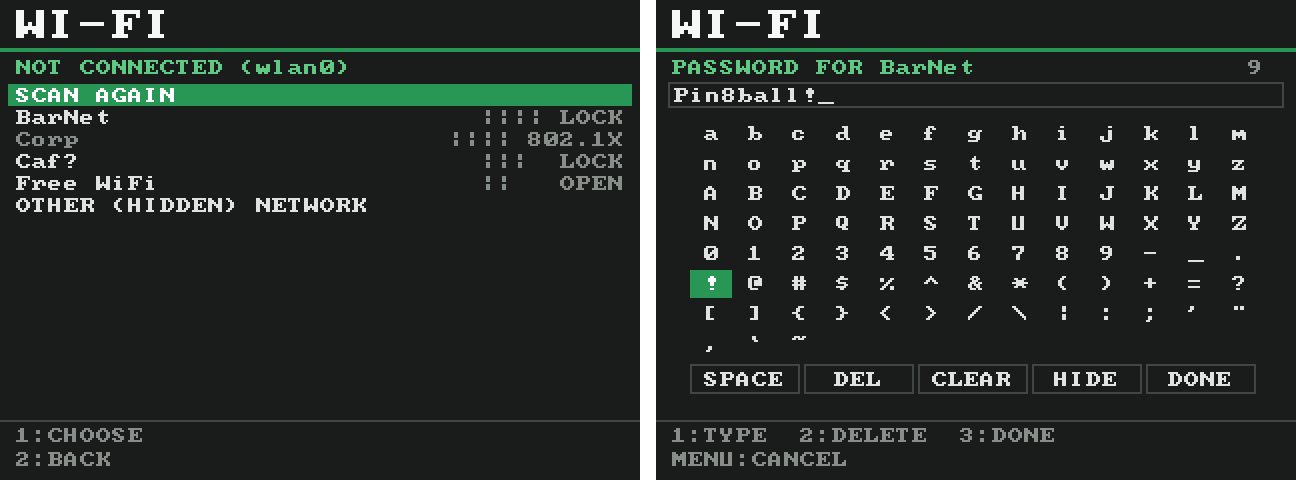 WI-FI
NOT CONNECTED (wlan0)
SCAN AGAIN
BarNet ¦¦¦¦ LOCK
Corp ¦¦¦¦ 802.1X
Caf? ¦¦¦ LOCK
Free WiFi ¦¦ OPEN
OTHER (HIDDEN) NETWORK
1:CHOOSE
2:BACK
WI-FI
PASSWORD FOR BarNet 9
Pin8ball!_
a b c d e f g h i j k l m
n o p q r s t u v w x y z
A B C D E F G H I J K L M
N O P Q R S T U V W X Y Z
0 1 2 3 4 5 6 7 8 9 - _ .
! @ # $ % ^ & * ( ) + = ?
[ ] { } < > / \ ¦ : ; ' "
, ` ~
SPACE DEL CLEAR HIDE DONE
1:TYPE 2:DELETE 3:DONE
MENU:CANCEL